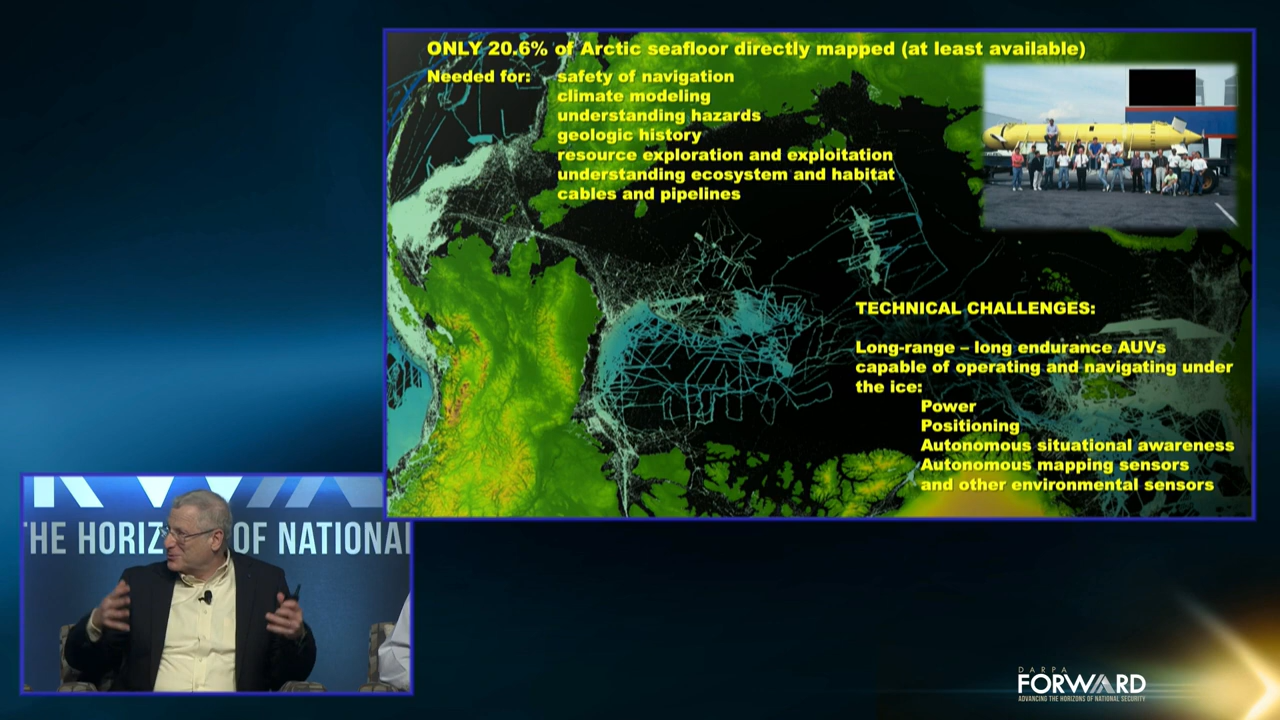 ONLY 20.6% of Arctic seafloor directly mapped (at least available)
Needed for: safety of navigation
climate modeling
understanding hazards
geologic history
resource exploration and exploitation
understanding ecosystem and habitat
cables and pipelines
TECHNICAL CHALLENGES:
Long-range – long endurance AUVs
capable of operating and navigating under
the ice:
Power
Positioning
Autonomous situational awareness
Autonomous mapping sensors
and other environmental sensors
THE HORIZ OF NATIONAL
DARPA
FORWARD
ADVANCING THE HORIZONS OF NATIONAL SECURITY